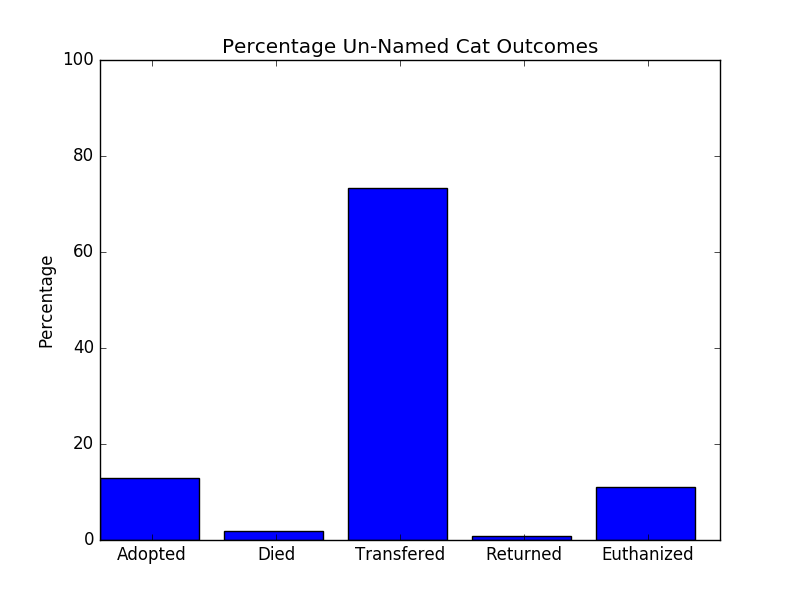 Percentage Un-Named Cat Outcomes
100
80
60
40
20
0
Percentage
Adopted Died Transfered Returned Euthanized